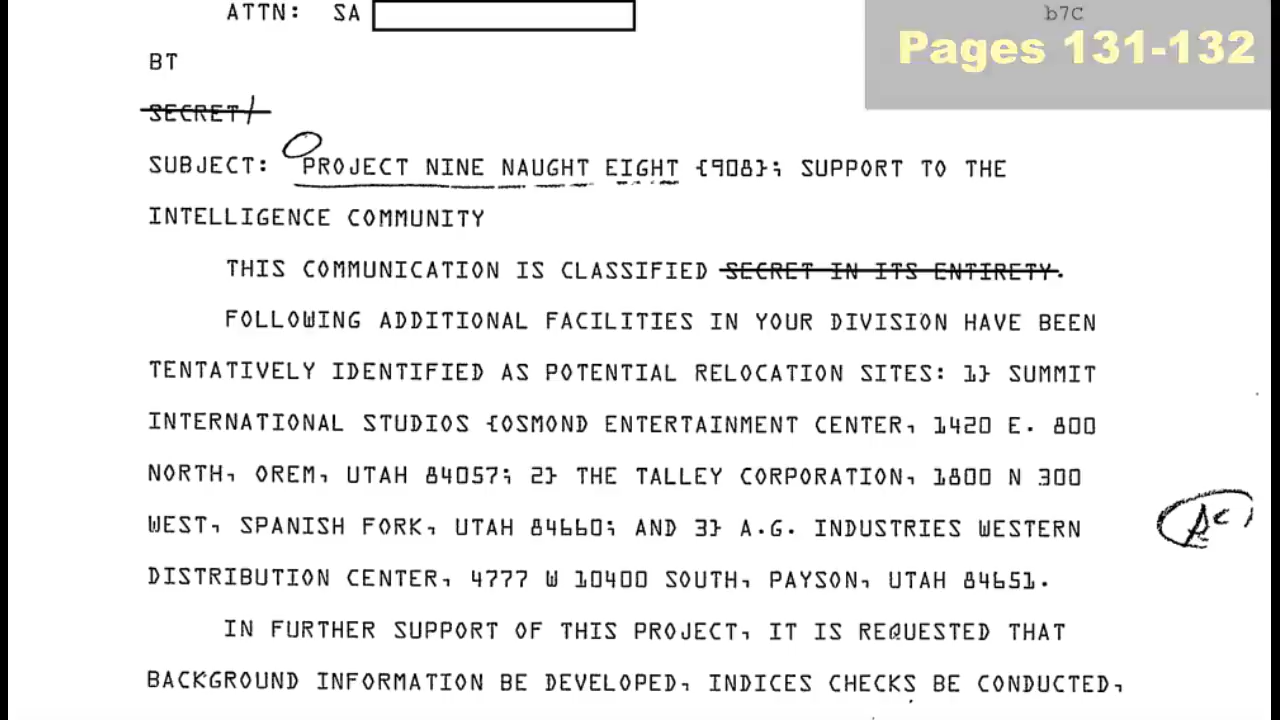 ATTN: SA
b7C
Pages 131-132
BT
SECRET/
SUBJECT: PROJECT NINE NAUGHT EIGHT {908}; SUPPORT TO THE
INTELLIGENCE COMMUNITY
THIS COMMUNICATION IS CLASSIFIED SECRET IN ITS ENTIRETY.
FOLLOWING ADDITIONAL FACILITIES IN YOUR DIVISION HAVE BEEN
TENTATIVELY IDENTIFIED AS POTENTIAL RELOCATION SITES: 1} SUMMIT
INTERNATIONAL STUDIOS {OSMOND ENTERTAINMENT CENTER, 1420 E. 800
NORTH, OREM, UTAH 84057; 2} THE TALLEY CORPORATION, 1800 N 300
WEST, SPANISH FORK, UTAH 84660; AND 3} A.G. INDUSTRIES WESTERN
DISTRIBUTION CENTER, 4777 W 10400 SOUTH, PAYSON, UTAH 84651.
IN FURTHER SUPPORT OF THIS PROJECT, IT IS REQUESTED THAT
BACKGROUND INFORMATION BE DEVELOPED, INDICES CHECKS BE CONDUCTED,